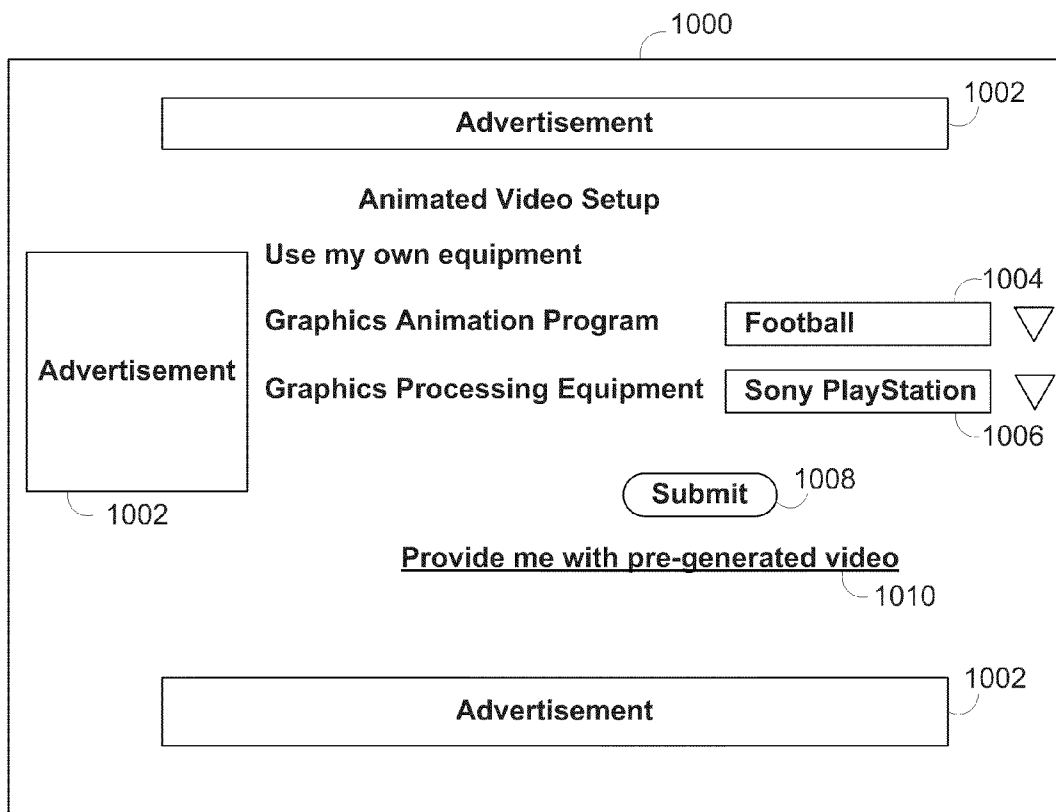 1000
Advertisement
1002
Animated Video Setup
Use my own equipment
1004
Graphics Animation Program
Football
Advertisement
Graphics Processing Equipment
Sony PlayStation
1006
1002
Submit
1008
Provide me with pre-generated video
1010
1002
Advertisement